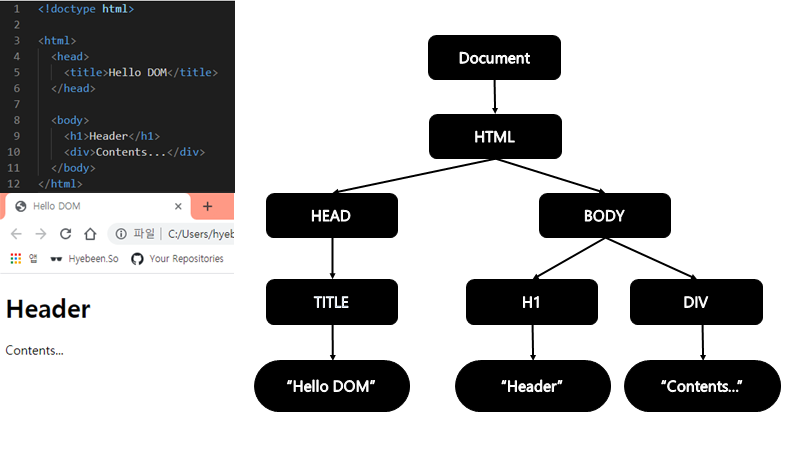 1 <!doctype html>
2
3 <html>
4 <head>
5 <title>Hello DOM</title>
6 </head>
7
8 <body>
9 <h1>Header</h1>
10 <div>Contents...</div>
11 </body>
12 </html>
Hello DOM
파일 | C:/Users/hyeb
앱 Hyebeen.So Your Repositories
Header
Contents...
Document
HTML
HEAD BODY
TITLE H1 DIV
“Hello DOM” “Header” “Contents...”